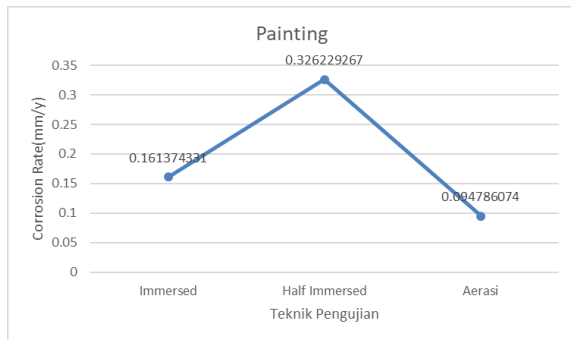 Painting
0.326229267
0.161374331
0.094786074
Corrosion Rate(mm/y)
0.35
0.3
0.25
0.2
0.15
0.1
0.05
0
Immersed
Half Immersed
Aerasi
Teknik Pengujian